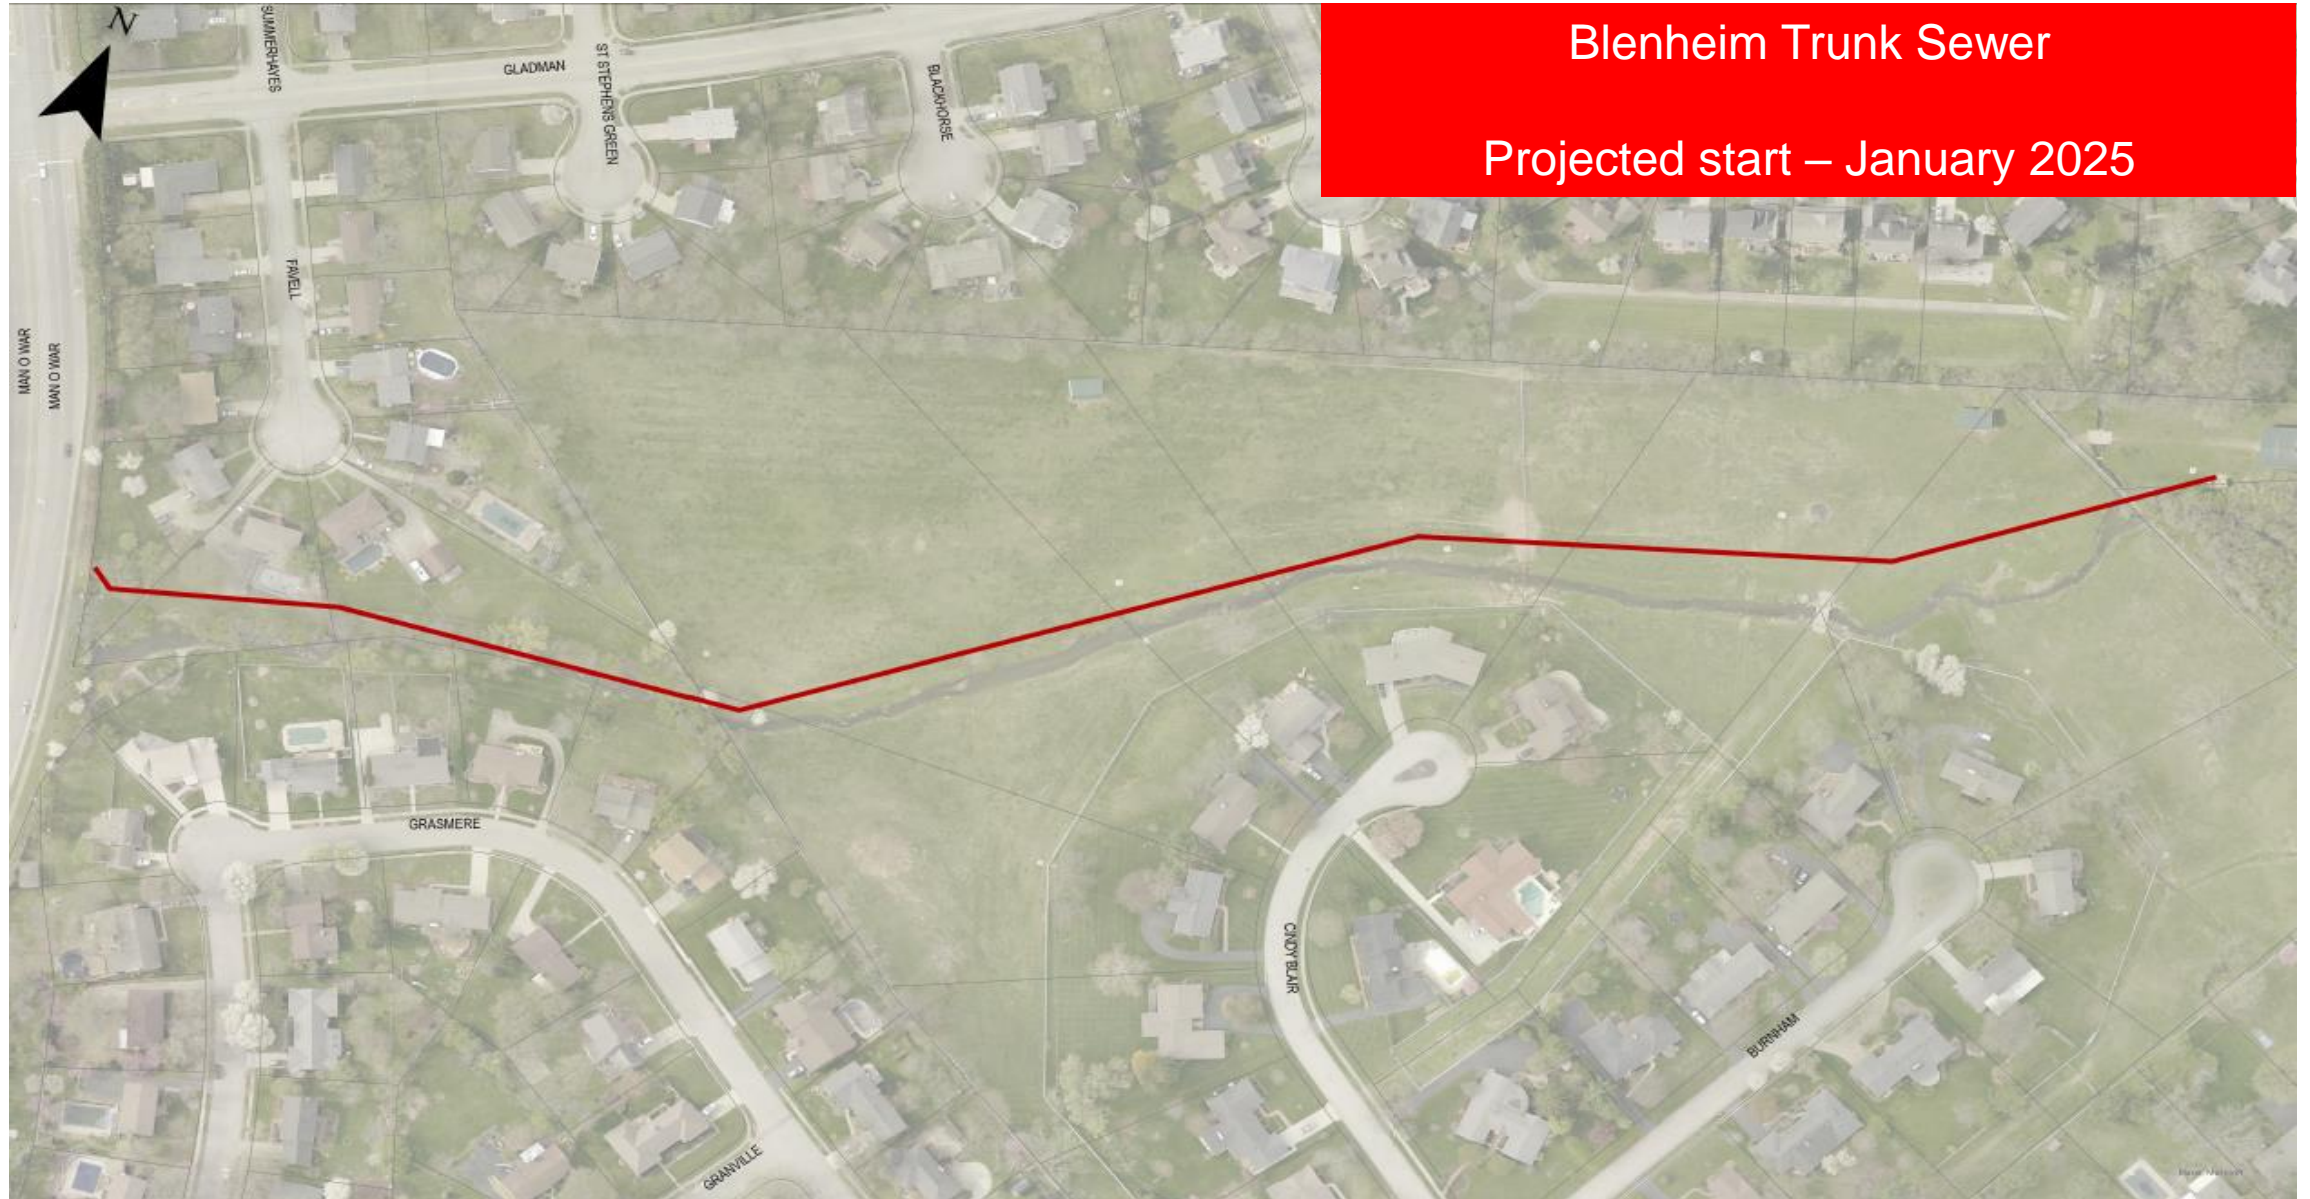 Blenheim Trunk Sewer
Projected start – January 2025
N
SUMMERHAYES
GLADMAN
ST STEPHENS GREEN
BLACKHORSE
FAVELL
MAN O WAR
MAN O WAR
GRASMERE
CINDY BLAIR
BURNHAM
GRANVILLE